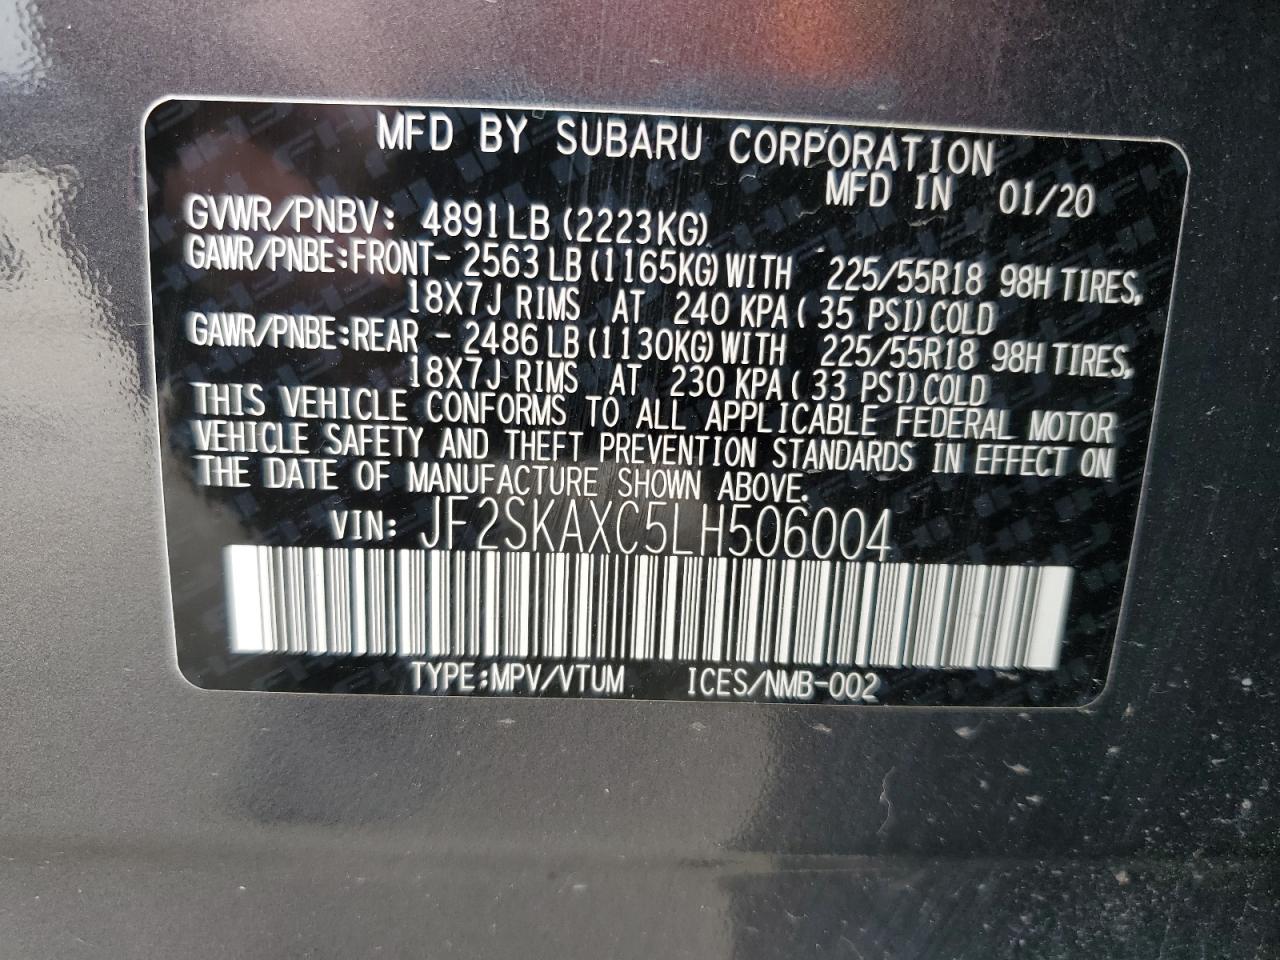 MFD BY SUBARU CORPORATION
MFD IN 01/20
GVWR/PNBV: 4891LB (2223KG)
GAWR/PNBE:FRONT- 2563 LB (1165KG) WITH 225/55R18 98H TIRES,
18X7J RIMS AT 240 KPA ( 35 PSI) COLD
GAWR/PNBE:REAR - 2486 LB (1130KG) WITH 225/55R18 98H TIRES,
18X7J RIMS AT 230 KPA ( 33 PSI) COLD
THIS VEHICLE CONFORMS TO ALL APPLICABLE FEDERAL MOTOR
VEHICLE SAFETY AND THEFT PREVENTION STANDARDS IN EFFECT ON
THE DATE OF MANUFACTURE SHOWN ABOVE.
VIN: JF2SKAXC5LH506004
TYPE:MPV/VTUM ICES/NMB-002